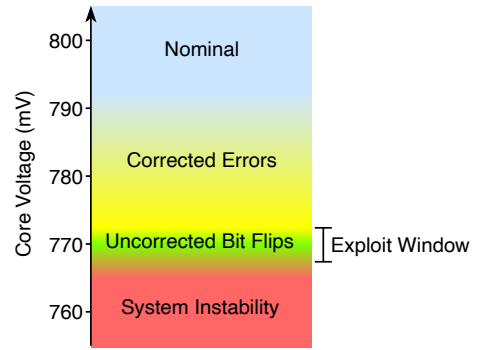 Core Voltage (mV)
800
790
780
770
760
Nominal
Corrected Errors
Uncorrected Bit Flips
System Instability
Exploit Window